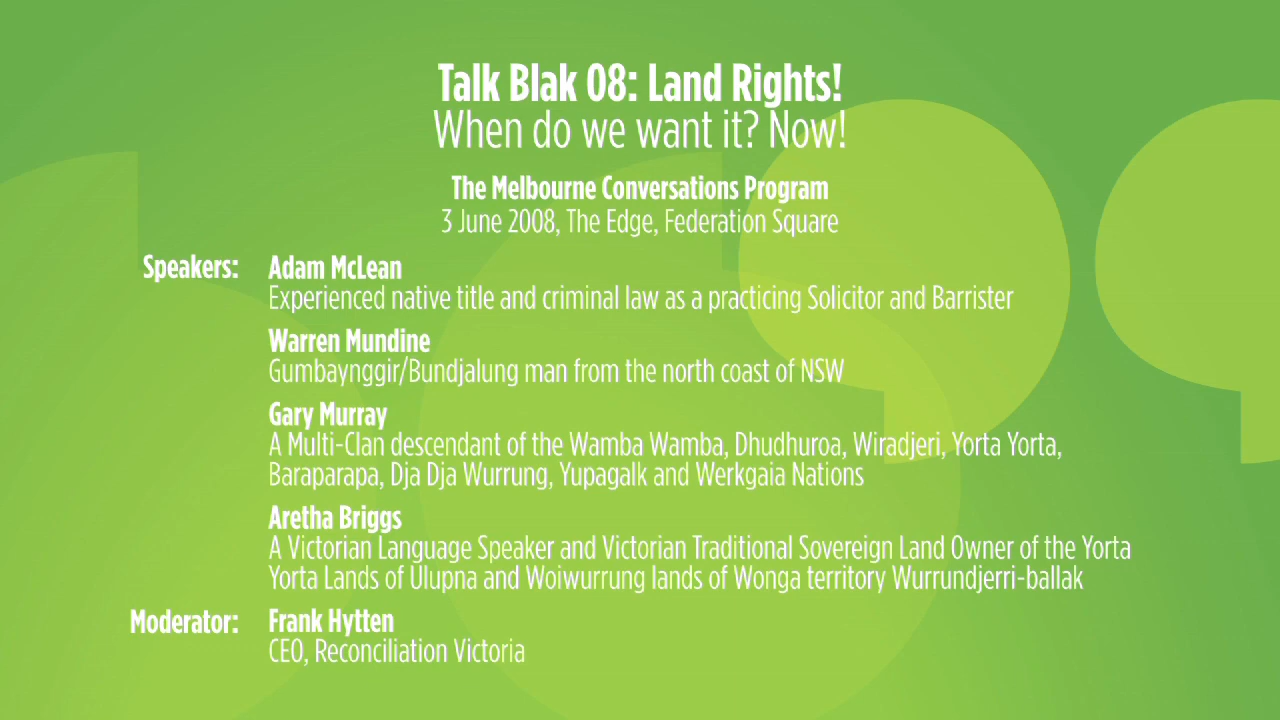 Talk Blak 08: Land Rights!
When do we want it? Now!
The Melbourne Conversations Program
3 June 2008, The Edge, Federation Square
Speakers: Adam McLean
Experienced native title and criminal law as a practicing Solicitor and Barrister
Warren Mundine
Gumbaynggir/Bundjalung man from the north coast of NSW
Gary Murray
A Multi-Clan descendant of the Wamba Wamba, Dhudhuroa, Wiradjeri, Yorta Yorta,
Baraparapa, Dja Dja Wurrung, Yupagalk and Werkgaia Nations
Aretha Briggs
A Victorian Language Speaker and Victorian Traditional Sovereign Land Owner of the Yorta
Yorta Lands of Ulupna and Woiwurrung lands of Wonga territory Wurrundjerri-ballak
Moderator: Frank Hytten
CEO, Reconciliation Victoria